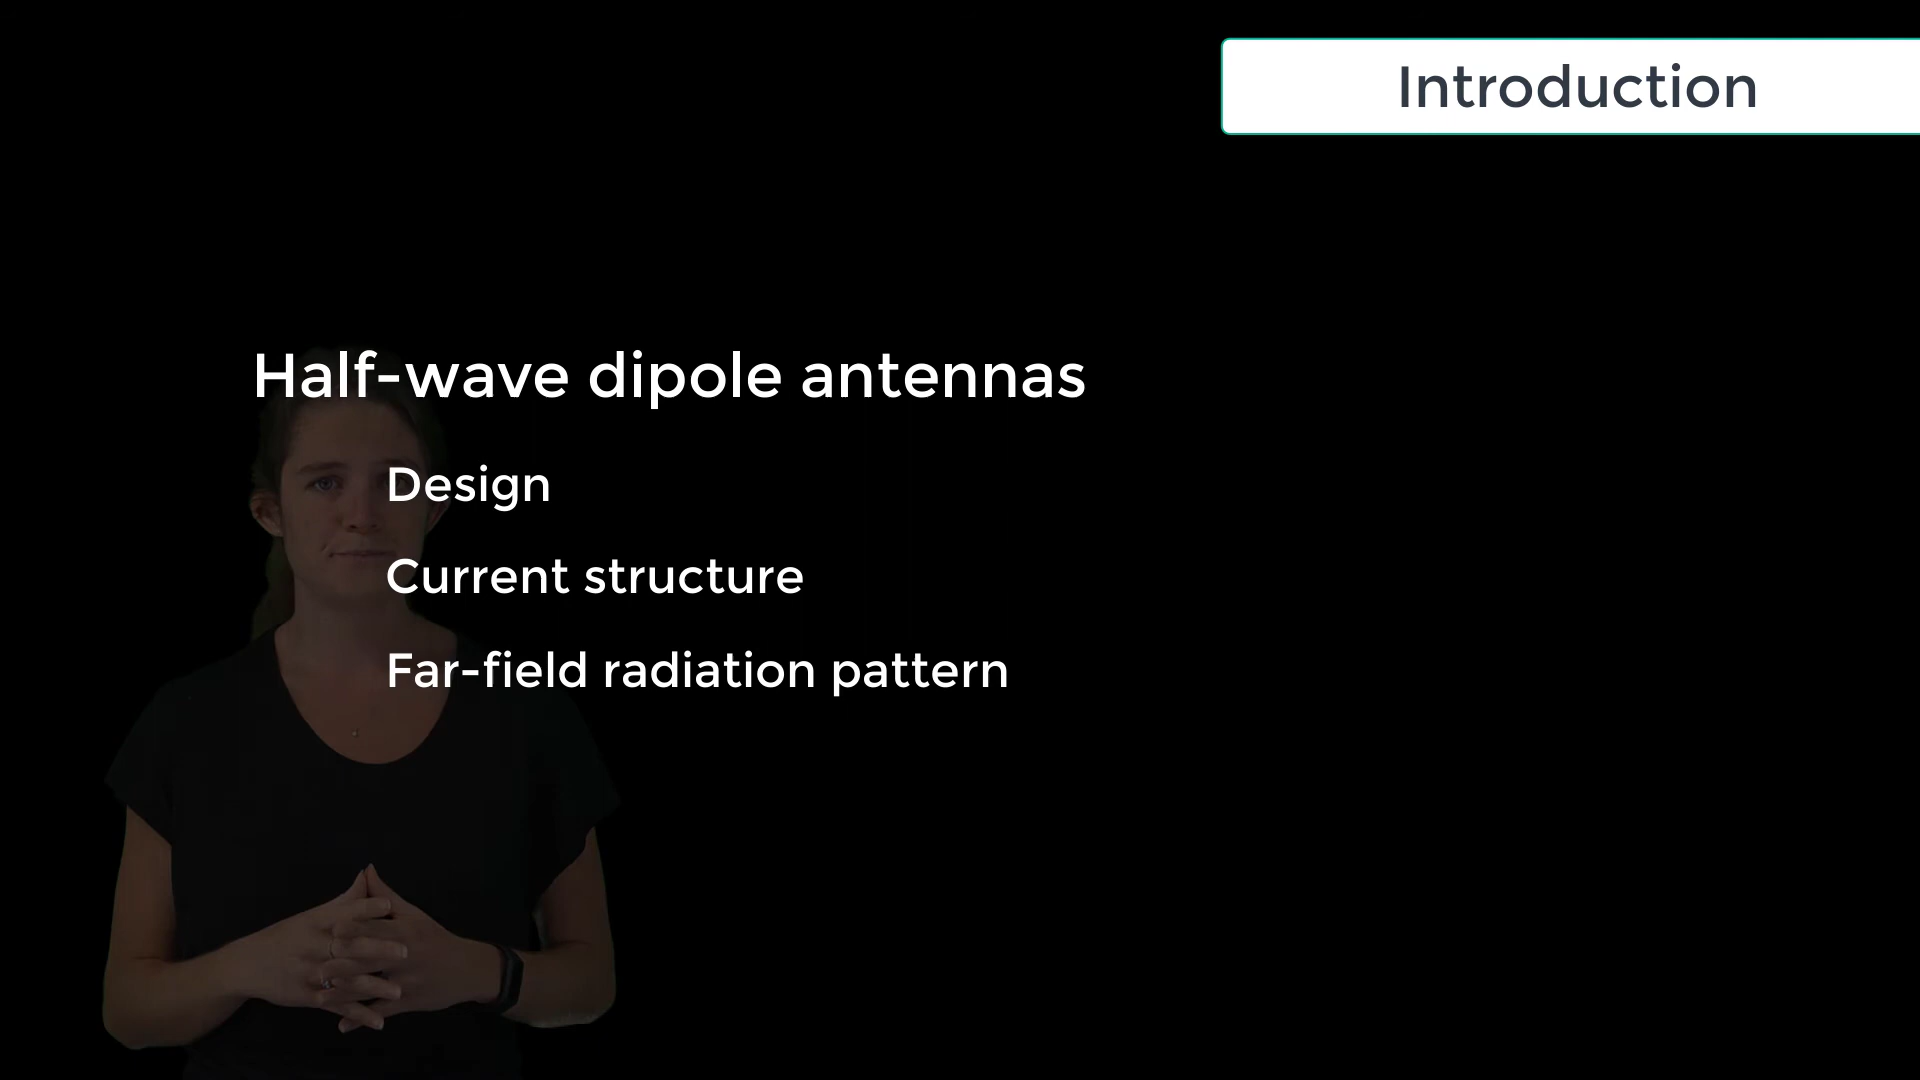 Introduction
Half-wave dipole antennas
Design
Current structure
Far-field radiation pattern